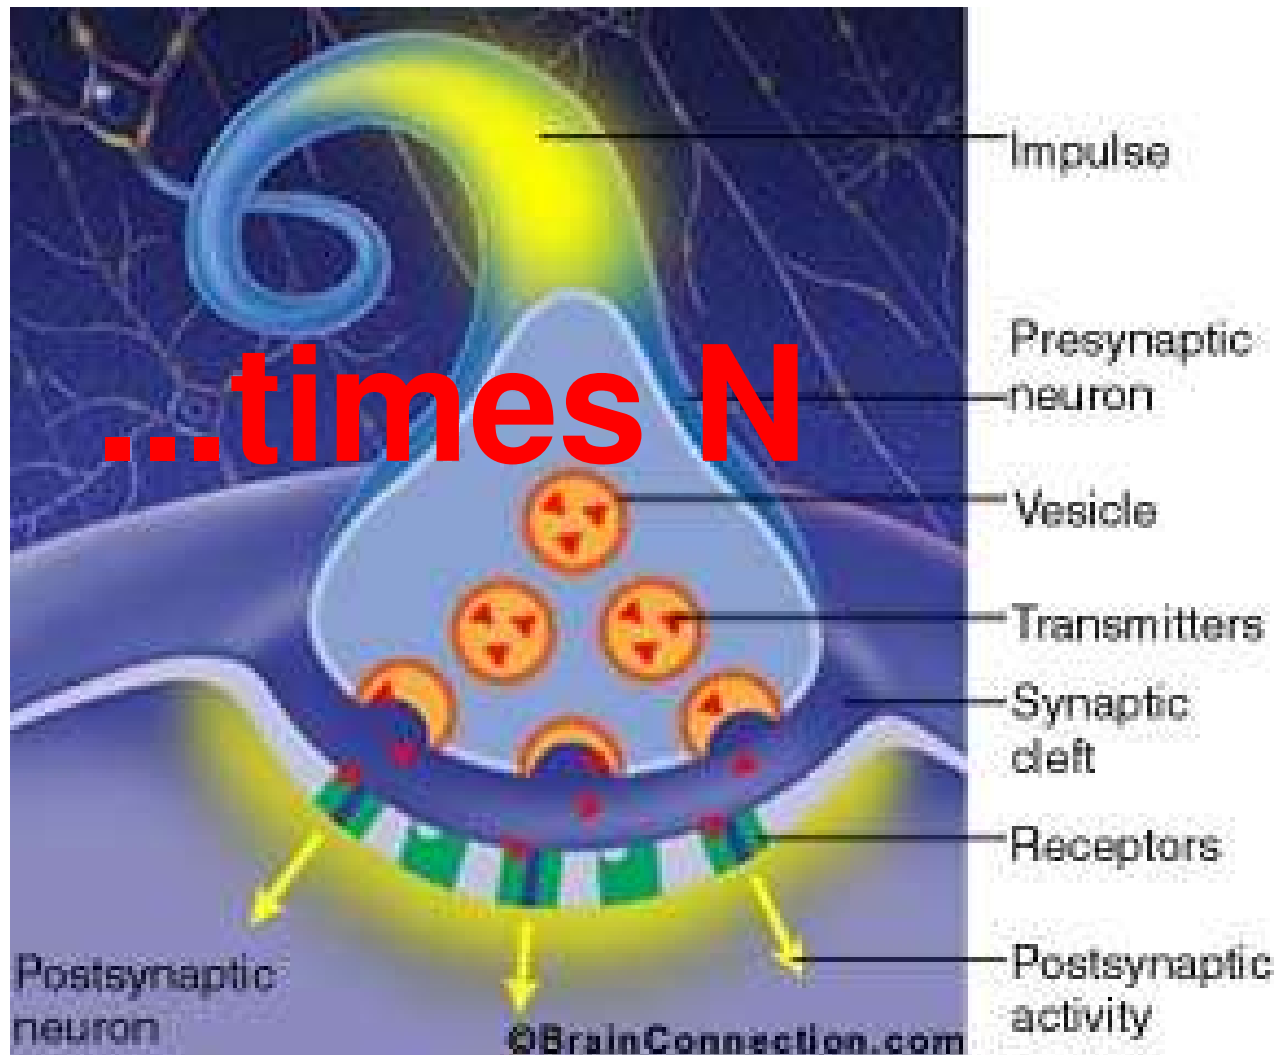 Impulse
Presynaptic
neuron
...times N
Vesicle
Transmitters
Synaptic
cleft
Receptors
Postsynaptic
activity
Postsynaptic
neuron
©BrainConnection.com